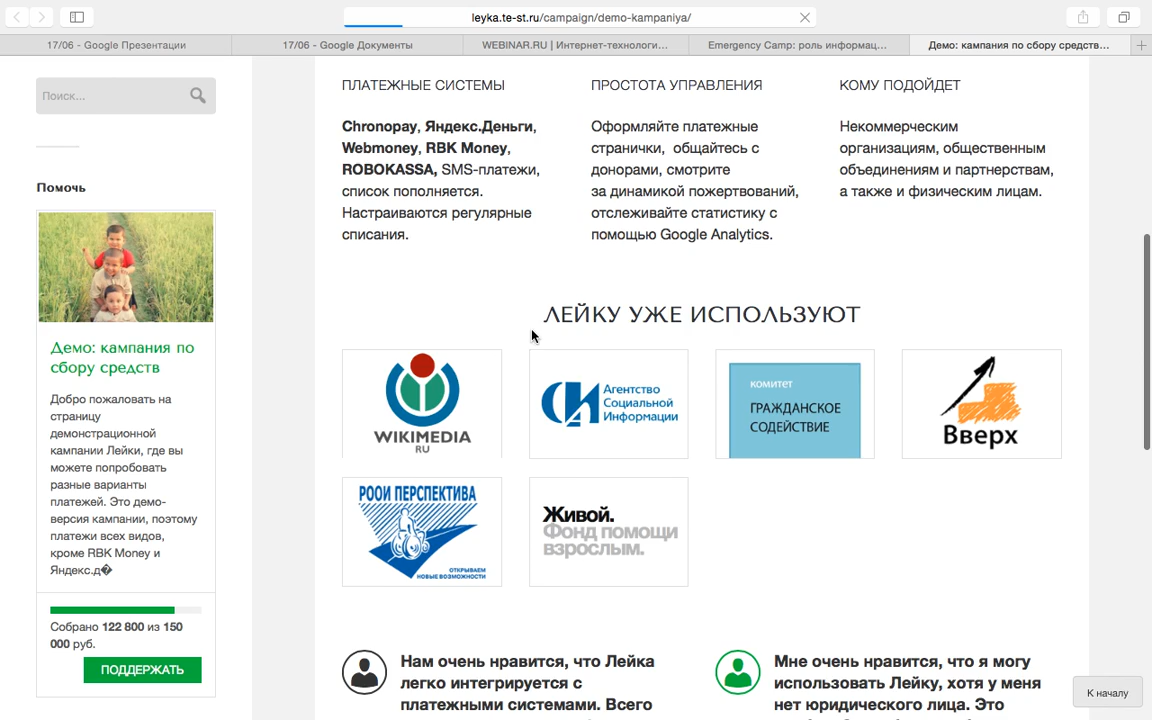 leyka.te-st.ru/campaign/demo-kampaniya/
17/06 - Google Презентации
17/06 - Google Документы
WEBINAR.RU | Интернет-технологи...
Emergency Camp: роль информац...
Демо: кампания по сбору средств...
Поиск...
Помочь
Демо: кампания по
сбору средств
Добро пожаловать на
страницу
демонстрационной
кампании Лейки, где вы
можете попробовать
разные варианты
платежей. Это демо-
версия кампании, поэтому
платежи всех видов,
кроме RBK Money и
Яндекс.д�
Собрано 122 800 из 150
000 руб.
ПОДДЕРЖАТЬ
ПЛАТЕЖНЫЕ СИСТЕМЫ
Chronopay, Яндекс.Деньги,
Webmoney, RBK Money,
ROBOKASSA, SMS-платежи,
список пополняется.
Настраиваются регулярные
списания.
ПРОСТОТА УПРАВЛЕНИЯ
Оформляйте платежные
странички, общайтесь с
донорами, смотрите
за динамикой пожертвований,
отслеживайте статистику с
помощью Google Analytics.
КОМУ ПОДОЙДЕТ
Некоммерческим
организациям, общественным
объединениям и партнерствам,
а также и физическим лицам.
ЛЕЙКУ УЖЕ ИСПОЛЬЗУЮТ
WIKIMEDIA
RU
СИ
Агентство
Социальной
Информации
комитет
ГРАЖДАНСКОЕ
СОДЕЙСТВИЕ
Вверх
РООИ ПЕРСПЕКТИВА
ОТКРЫВАЕМ
НОВЫЕ ВОЗМОЖНОСТИ
Живой.
Фонд помощи
взрослым.
Нам очень нравится, что Лейка
легко интегрируется с
платежными системами. Всего
Мне очень нравится, что я могу
использовать Лейку, хотя у меня
нет юридического лица. Это
К началу